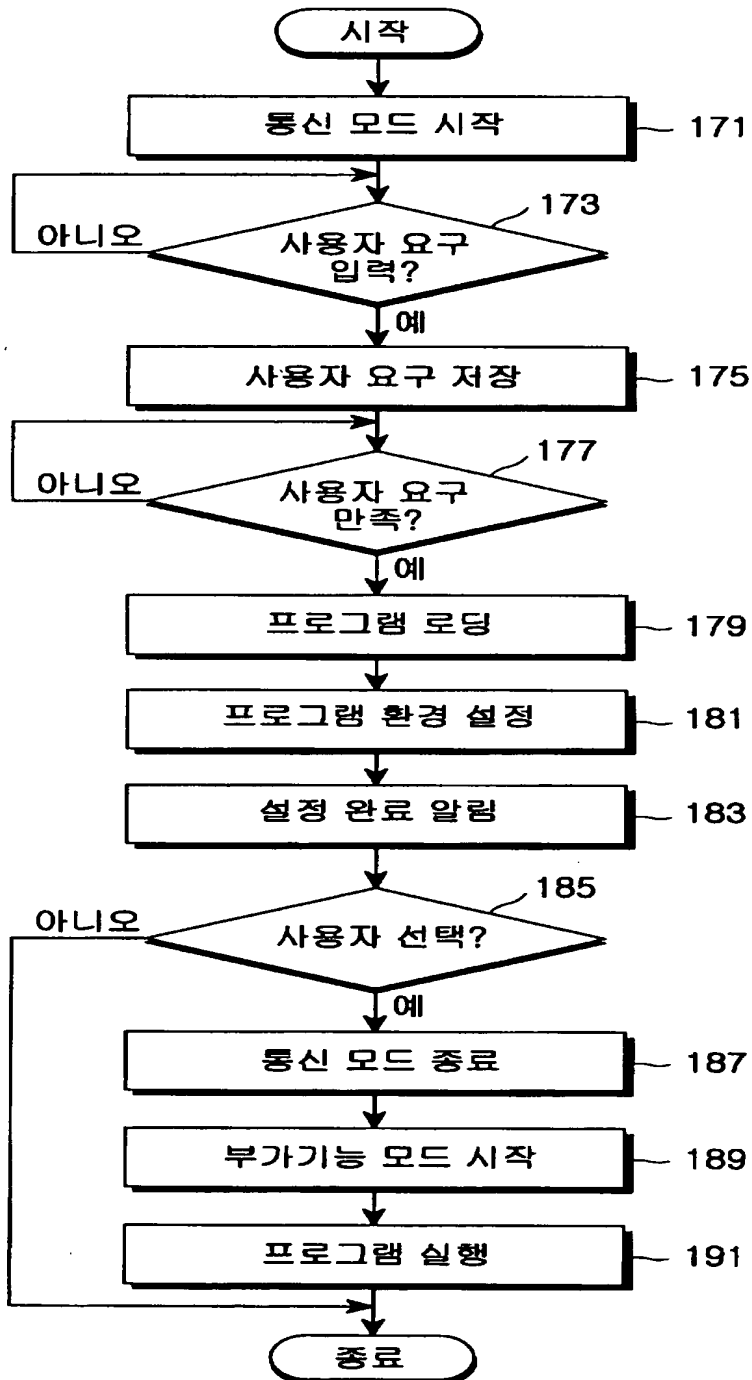 시작
통신 모드 시작
171
173
아니오
사용자 요구
입력?
예
사용자 요구 저장
175
177
아니오
사용자 요구
만족?
예
프로그램 로딩
179
프로그램 환경 설정
181
설정 완료 알림
183
185
아니오
사용자 선택?
예
통신 모드 종료
187
부가기능 모드 시작
189
프로그램 실행
191
종료